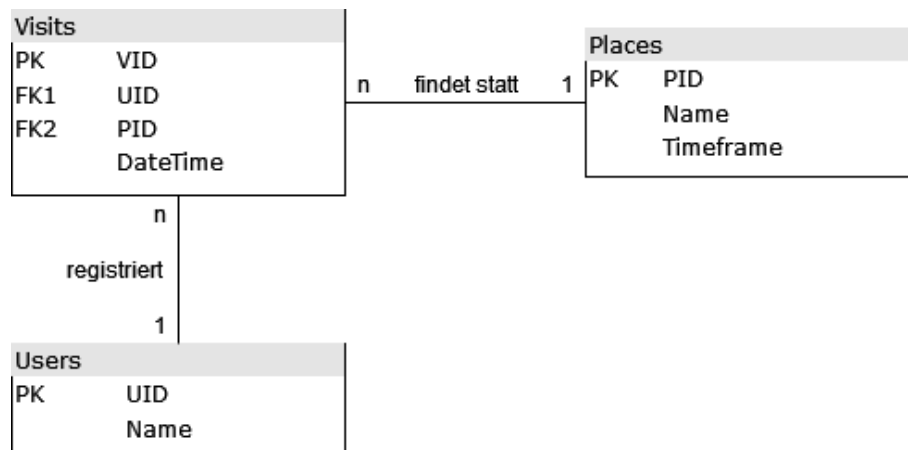 Visits
PK VID
FK1 UID
FK2 PID
DateTime
n findet statt 1
Places
PK PID
Name
Timeframe
n
registriert
1
Users
PK UID
Name